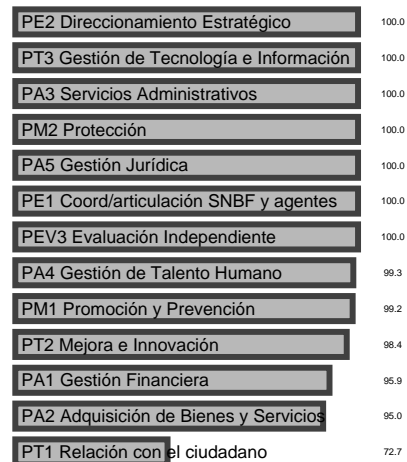 PE2 Direccionamiento Estratégico 100.0
PT3 Gestión de Tecnología e Información 100.0
PA3 Servicios Administrativos 100.0
PM2 Protección 100.0
PA5 Gestión Jurídica 100.0
PE1 Coord/articulación SNBF y agentes 100.0
PEV3 Evaluación Independiente 100.0
PA4 Gestión de Talento Humano 99.3
PM1 Promoción y Prevención 99.2
PT2 Mejora e Innovación 98.4
PA1 Gestión Financiera 95.9
PA2 Adquisición de Bienes y Servicios 95.0
PT1 Relación con el ciudadano 72.7